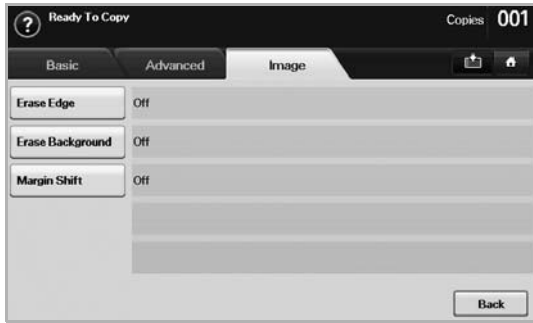 ? Ready To Copy Copies 001
Basic Advanced Image
Erase Edge Off
Erase Background Off
Margin Shift Off
Back